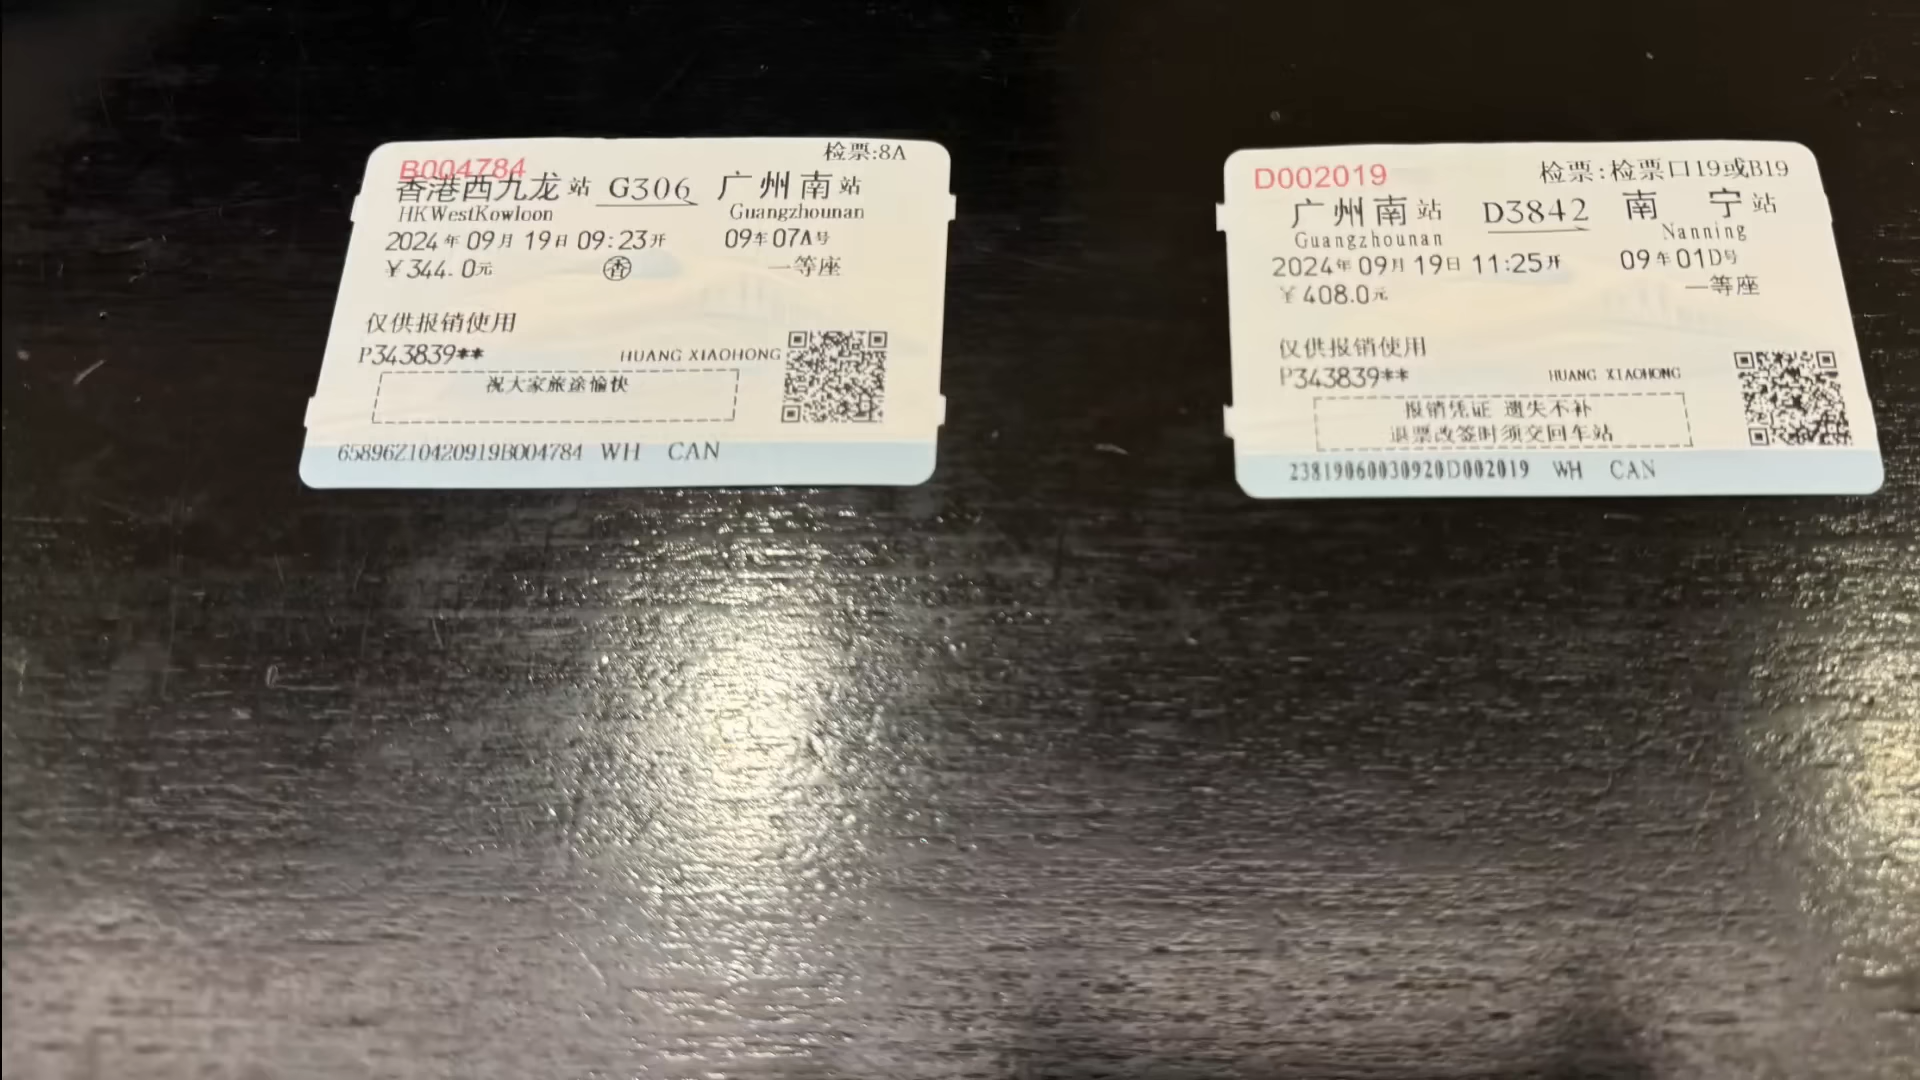 B004784
检票:8A
香港西九龙站 G306 广州南站
HKWestKowloon Guangzhounan
2024年09月19日09:23开 09车07A号
￥344.0元 香 一等座
仅供报销使用
P343839** HUANG XIAOHONG
祝大家旅途愉快
65896Z10420919B004784 WH CAN
D002019 检票:检票口19或B19
广州南站 D3842 南宁站
Guangzhounan Nanning
2024年09月19日11:25开 09车01D号
￥408.0元 一等座
仅供报销使用
P343839** HUANG XIAOHONG
报销凭证 遗失不补
退票改签时须交回车站
23819060030920D002019 WH CAN